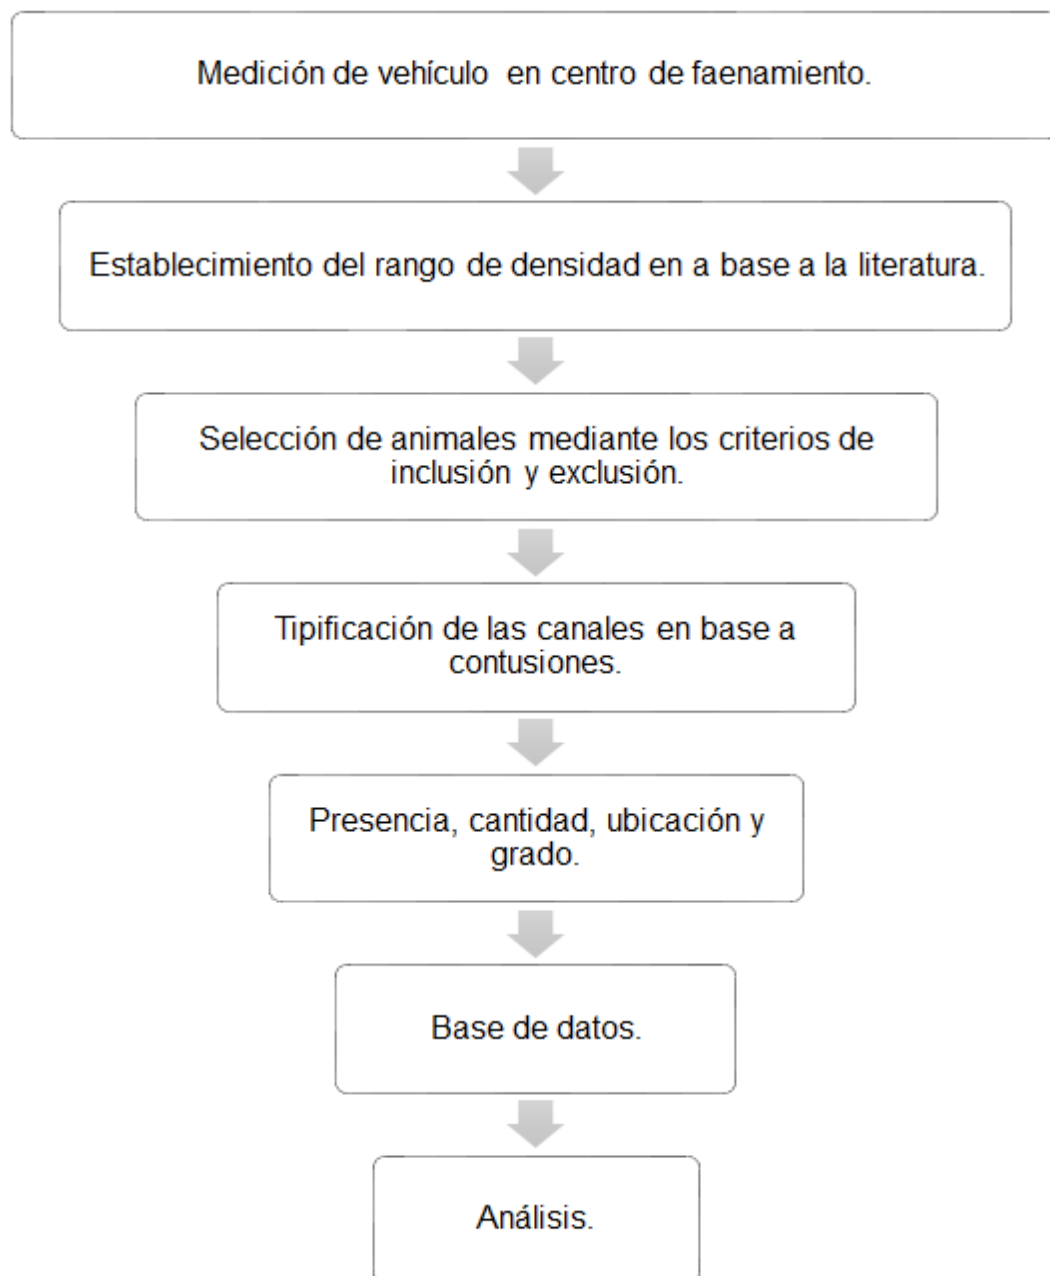 Medición de vehículo  en centro de faenamiento.
Establecimiento del rango de densidad en a base a la literatura.
Selección de animales mediante los criterios de
inclusión y exclusión.
Tipificación de las canales en base a
contusiones.
Presencia, cantidad, ubicación y
grado.
Base de datos.
Análisis.